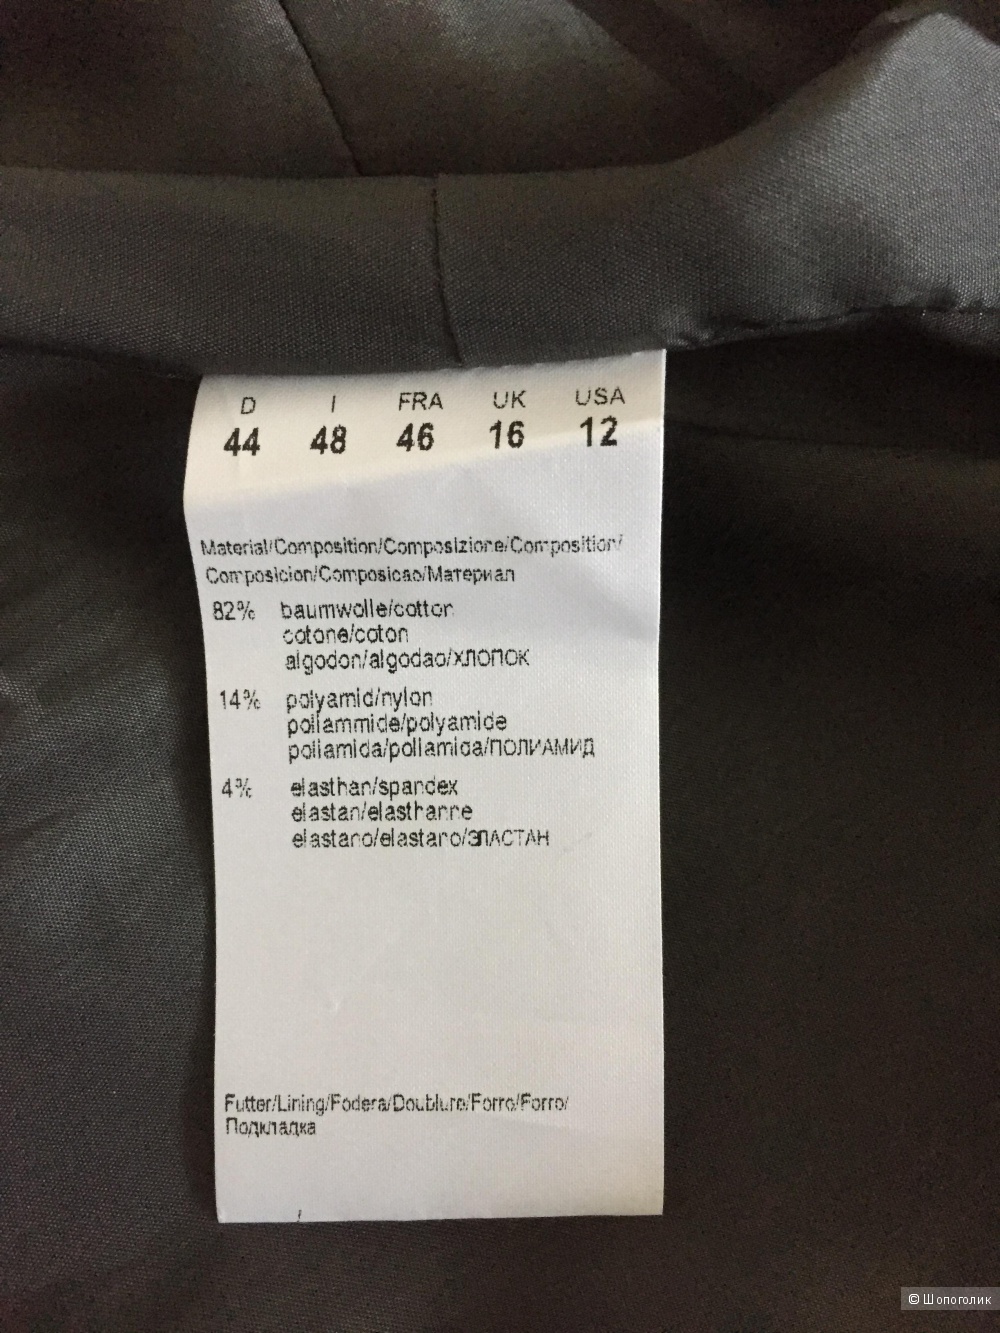 D I FRA UK USA
44 48 46 16 12
Material/Composition/Composizione/Composition/
Composicion/Composicao/Материал
82% baumwolle/cotton
cotone/coton
algodon/algodao/ХЛОПОК
14% polyamid/nylon
poliammide/polyamide
poliamida/poliamida/ПОЛИАМИД
4% elasthan/spandex
elastan/elasthanne
elastano/elastano/ЭЛАСТАН
Futter/Lining/Fodera/Doublure/Forro/Forro/
Подкладка
© Шопоголик